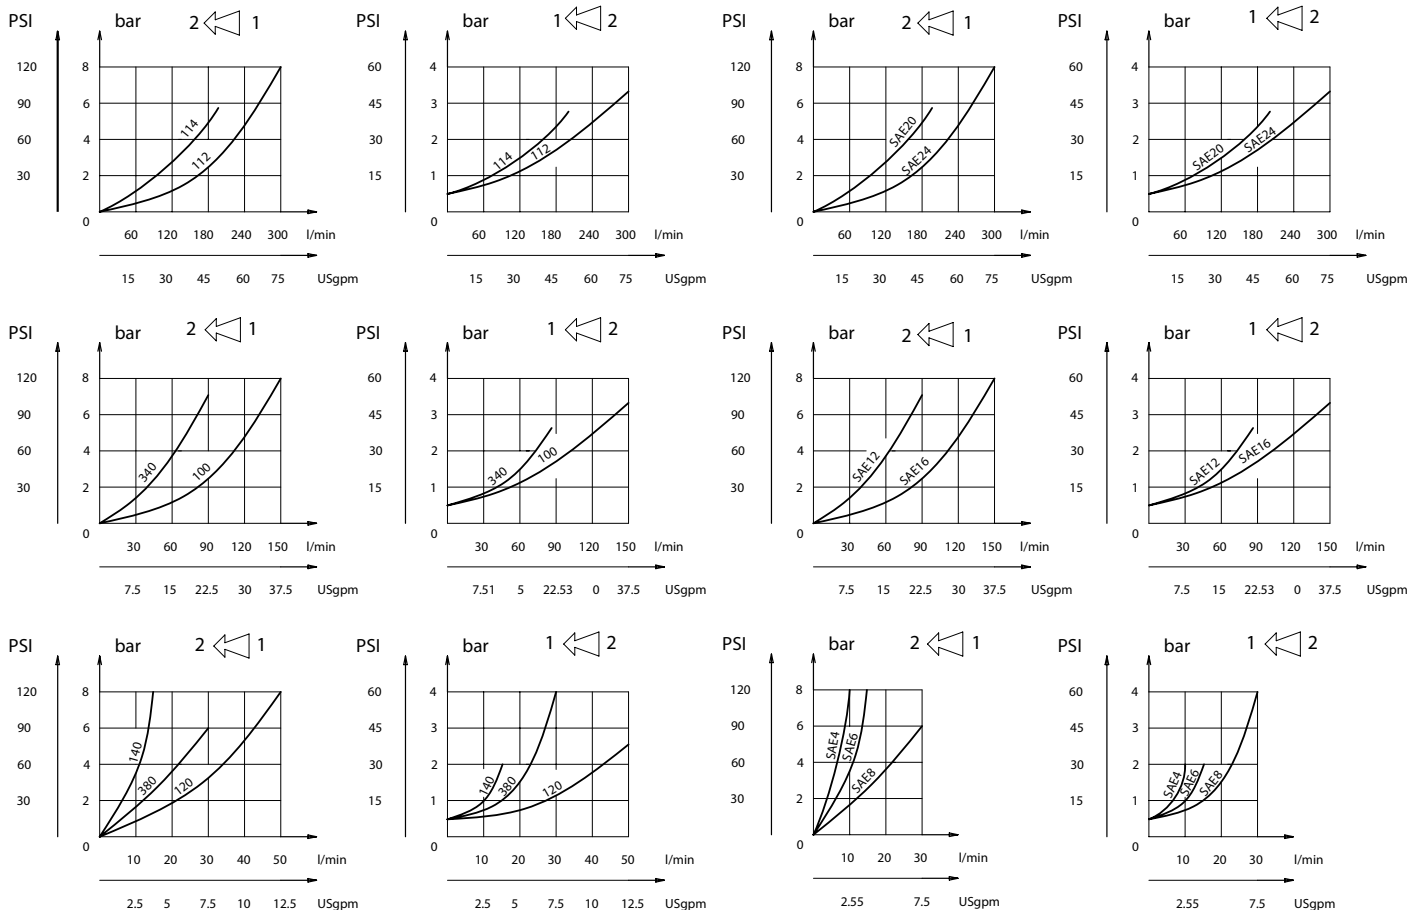 PSI bar 2 1
120 8
90 6
60 4
30 2
0
114
112
60 120 180 240 300 l/min
15 30 45 60 75 USgpm
PSI bar 1 2
60 4
45 3
30 2
15 1
0
114
112
60 120 180 240 300 l/min
15 30 45 60 75 USgpm
PSI bar 2 1
120 8
90 6
60 4
30 2
0
SAE20
SAE24
60 120 180 240 300 l/min
15 30 45 60 75 USgpm
PSI bar 1 2
60 4
45 3
30 2
15 1
0
SAE20
SAE24
60 120 180 240 300 l/min
15 30 45 60 75 USgpm
PSI bar 2 1
120 8
90 6
60 4
30 2
0
340
100
30 60 90 120 150 l/min
7.5 15 22.5 30 37.5 USgpm
PSI bar 1 2
60 4
45 3
30 2
15 1
0
340
100
30 60 90 120 150 l/min
7.51 5 22.53 0 37.5 USgpm
PSI bar 2 1
120 8
90 6
60 4
30 2
0
SAE12
SAE16
30 60 90 120 150 l/min
7.5 15 22.5 30 37.5 USgpm
PSI bar 1 2
60 4
45 3
30 2
15 1
0
SAE12
SAE16
30 60 90 120 150 l/min
7.5 15 22.53 0 37.5 USgpm
PSI bar 2 1
120 8
90 6
60 4
30 2
0
140
380
120
10 20 30 40 50 l/min
2.5 5 7.5 10 12.5 USgpm
PSI bar 1 2
60 4
45 3
30 2
15 1
0
140
380
120
10 20 30 40 50 l/min
2.5 5 7.5 10 12.5 USgpm
PSI bar 2 1
120 8
90 6
60 4
30 2
0
SAE4
SAE6
SAE8
10 20 30 l/min
2.55 7.5 USgpm
PSI bar 1 2
60 4
45 3
30 2
15 1
0
SAE4
SAE6
SAE8
10 20 30 l/min
2.55 7.5 USgpm